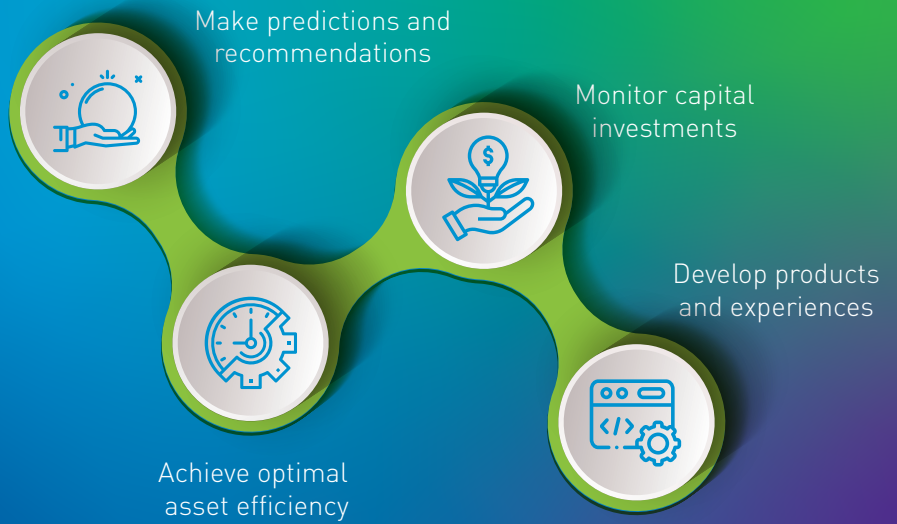 Make predictions and
recommendations
Monitor capital
investments
$
Develop products
and experiences
</>
Achieve optimal
asset efficiency